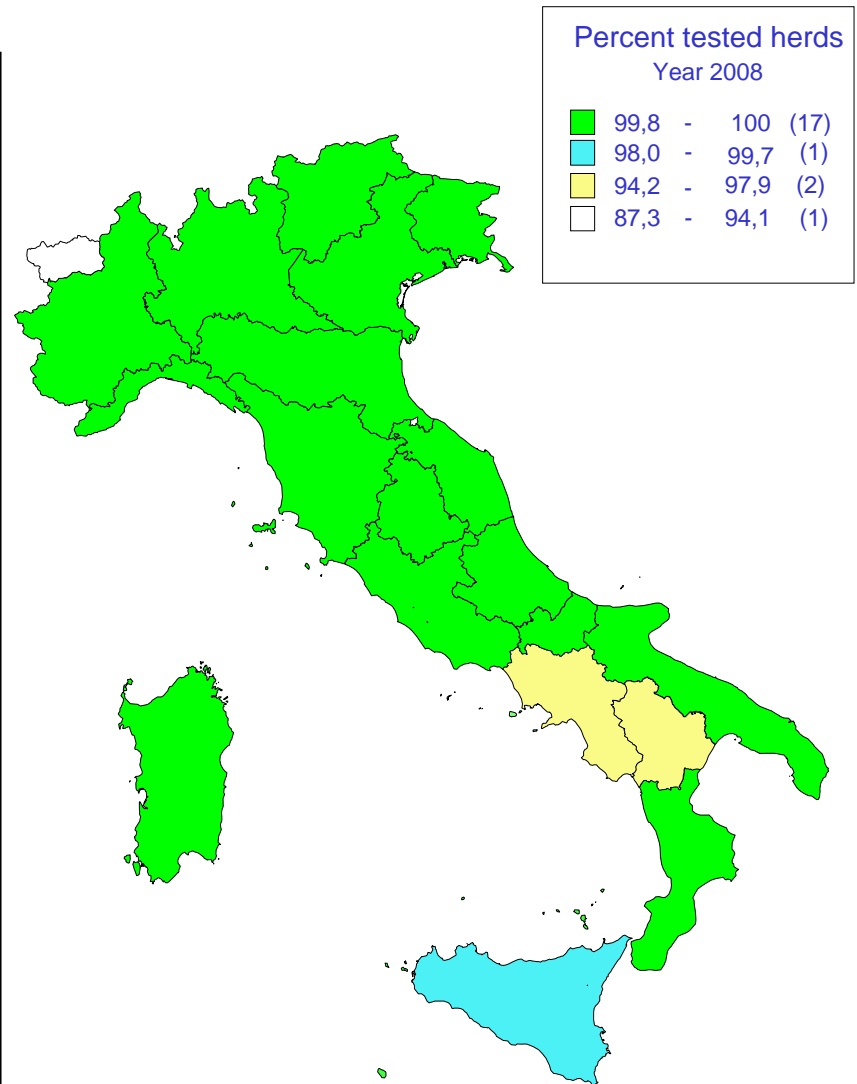 Percent tested herds
Year 2008
99,8 - 100 (17)
98,0 - 99,7 (1)
94,2 - 97,9 (2)
87,3 - 94,1 (1)